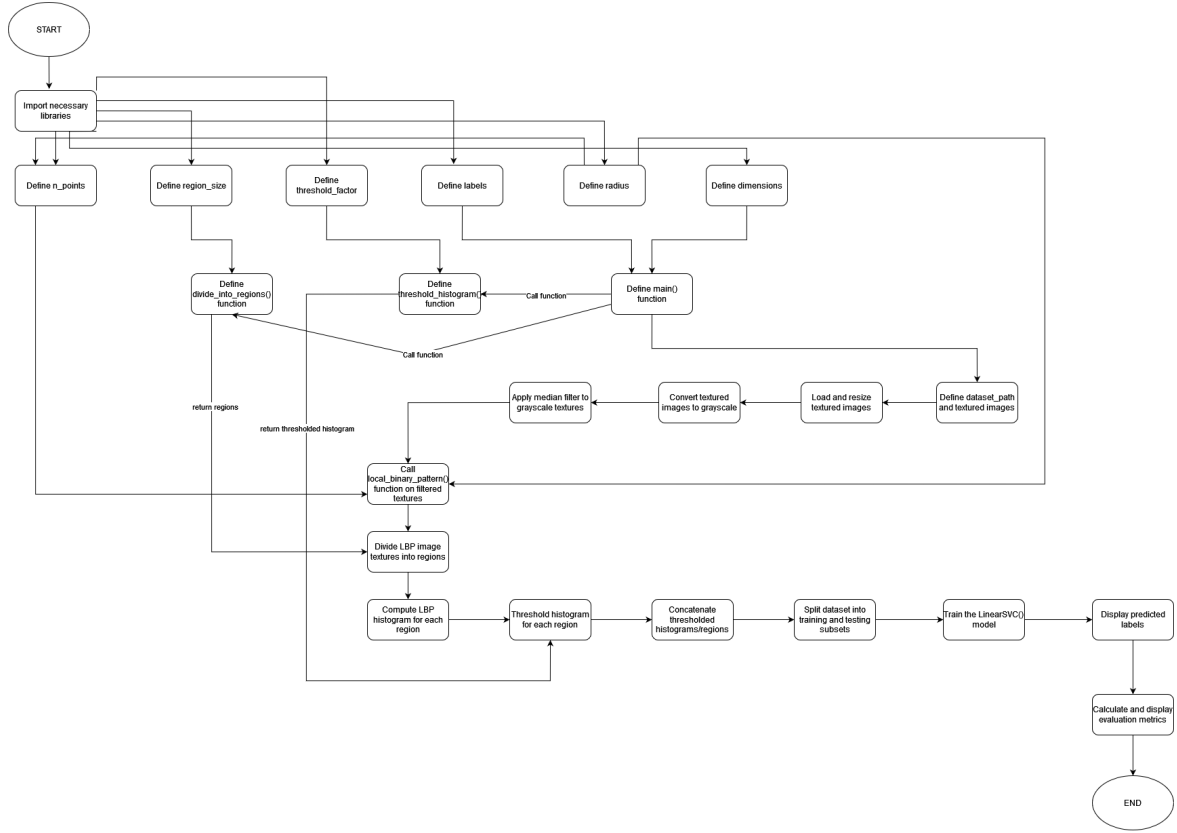 START
Import necessary
libraries
Define n_points
Define region_size
Define
threshold_factor
Define labels
Define radius
Define dimensions
Define
divide_into_regions()
function
Define
threshold_histogram()
function
Call function
Define main()
function
Call function
Apply median filter to
grayscale textures
Convert textured
images to grayscale
Load and resize
textured images
Define dataset_path
and textured images
return regions
return thresholded histogram
Call
local_binary_pattern()
function on filtered
textures
Divide LBP image
textures into regions
Compute LBP
histogram for each
region
Threshold histogram
for each region
Concatenate
thresholded
histograms/regions
Split dataset into
training and testing
subsets
Train the LinearSVC()
model
Display predicted
labels
Calculate and display
evaluation metrics
END